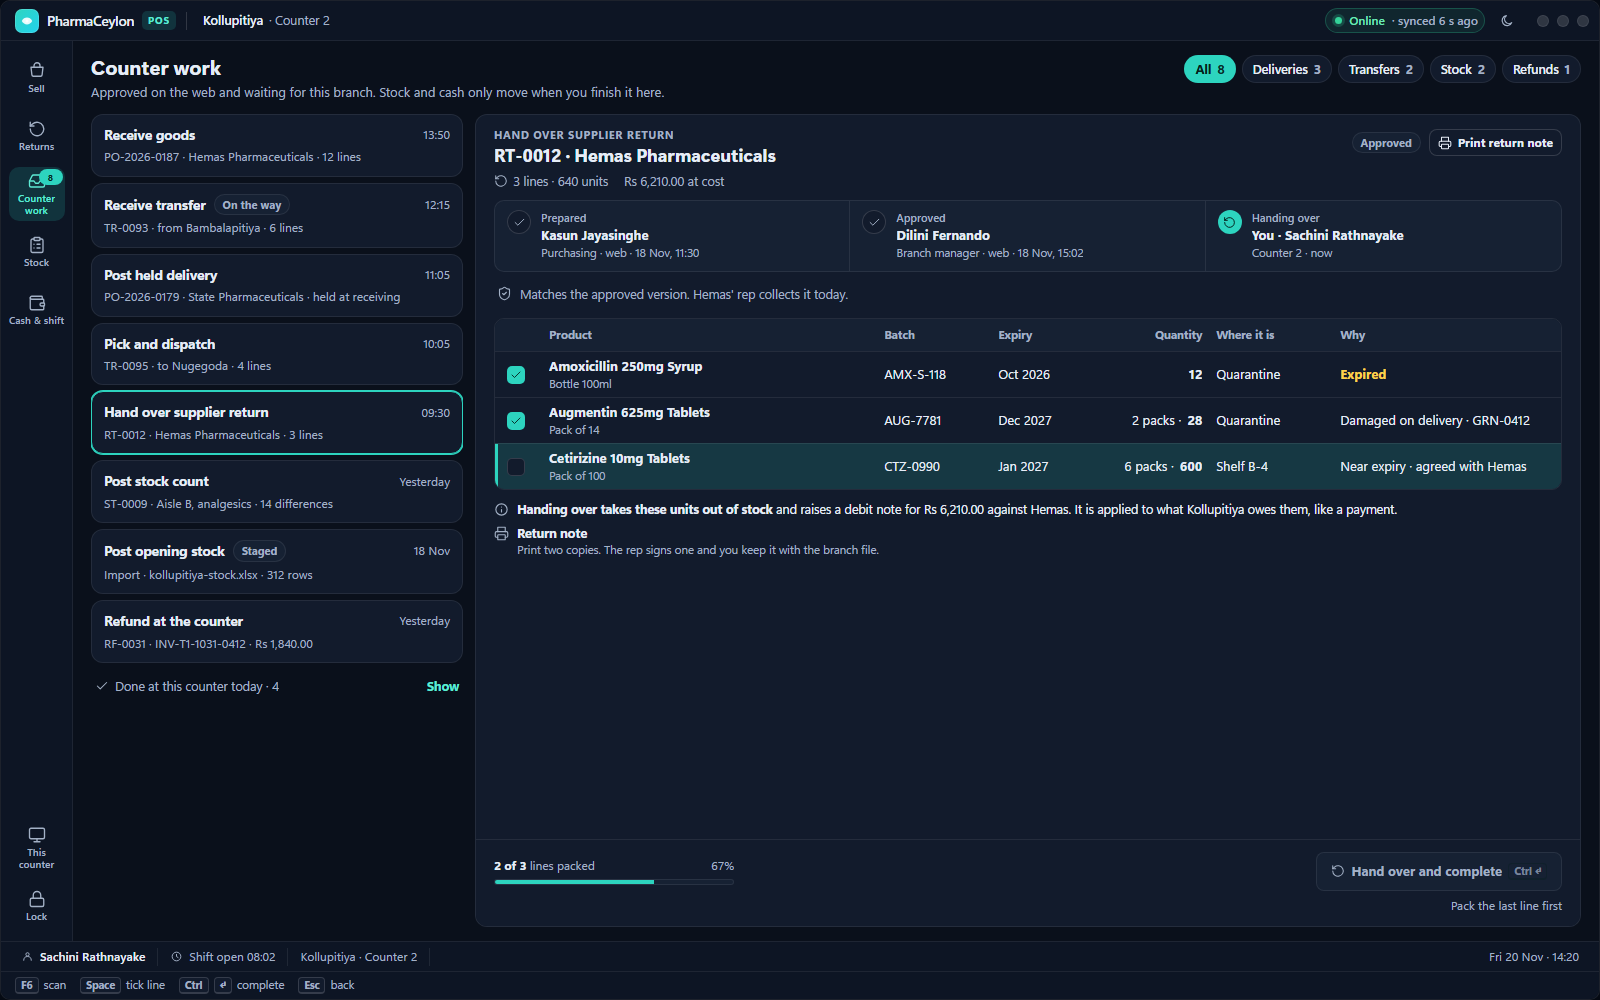 PharmaCeylon POS Kollupitiya · Counter 2
Online · synced 6 s ago
Sell
Returns
8
Counter work
Stock
Cash & shift
This counter
Lock
Counter work
Approved on the web and waiting for this branch. Stock and cash only move when you finish it here.
All 8 Deliveries 3 Transfers 2 Stock 2 Refunds 1
Receive goods 13:50
PO-2026-0187 · Hemas Pharmaceuticals · 12 lines
Receive transfer On the way 12:15
TR-0093 · from Bambalapitiya · 6 lines
Post held delivery 11:05
PO-2026-0179 · State Pharmaceuticals · held at receiving
Pick and dispatch 10:05
TR-0095 · to Nugegoda · 4 lines
Hand over supplier return 09:30
RT-0012 · Hemas Pharmaceuticals · 3 lines
Post stock count Yesterday
ST-0009 · Aisle B, analgesics · 14 differences
Post opening stock Staged 18 Nov
Import · kollupitiya-stock.xlsx · 312 rows
Refund at the counter Yesterday
RF-0031 · INV-T1-1031-0412 · Rs 1,840.00
Done at this counter today · 4 Show
HAND OVER SUPPLIER RETURN
RT-0012 · Hemas Pharmaceuticals
3 lines · 640 units Rs 6,210.00 at cost
Approved Print return note
Prepared
Kasun Jayasinghe
Purchasing · web · 18 Nov, 11:30
Approved
Dilini Fernando
Branch manager · web · 18 Nov, 15:02
Handing over
You · Sachini Rathnayake
Counter 2 · now
Matches the approved version. Hemas' rep collects it today.
Product Batch Expiry Quantity Where it is Why
Amoxicillin 250mg Syrup AMX-S-118 Oct 2026 12 Quarantine Expired
Bottle 100ml
Augmentin 625mg Tablets AUG-7781 Dec 2027 2 packs · 28 Quarantine Damaged on delivery · GRN-0412
Pack of 14
Cetirizine 10mg Tablets CTZ-0990 Jan 2027 6 packs · 600 Shelf B-4 Near expiry · agreed with Hemas
Pack of 100
Handing over takes these units out of stock and raises a debit note for Rs 6,210.00 against Hemas. It is applied to what Kollupitiya owes them, like a payment.
Return note
Print two copies. The rep signs one and you keep it with the branch file.
2 of 3 lines packed 67%
Hand over and complete Ctrl ↵
Pack the last line first
Sachini Rathnayake Shift open 08:02 Kollupitiya · Counter 2 Fri 20 Nov · 14:20
F6 scan Space tick line Ctrl ↵ complete Esc back